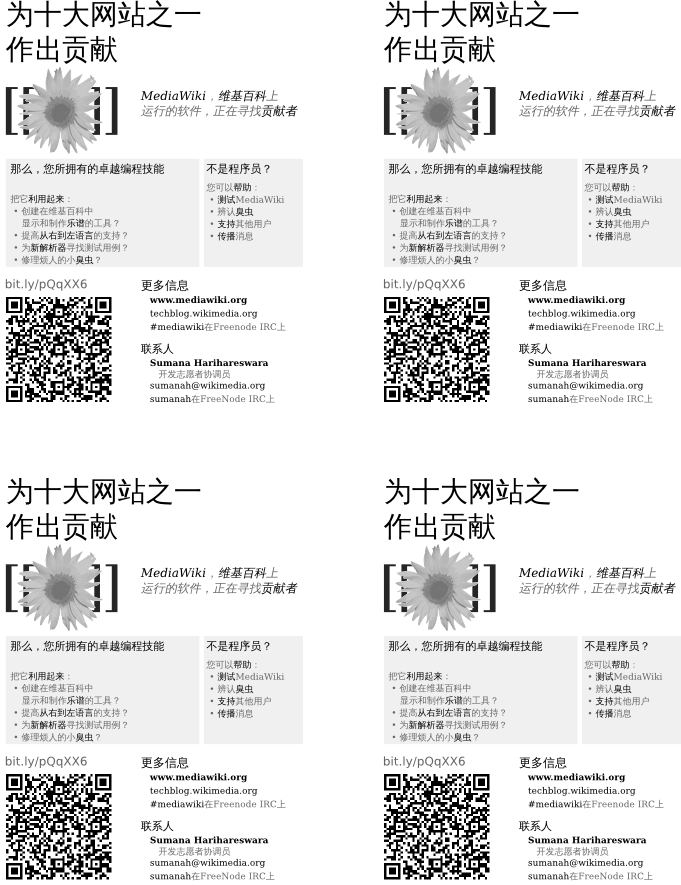 为十大网站之一
作出贡献
MediaWiki，维基百科上
运行的软件，正在寻找贡献者
那么，您所拥有的卓越编程技能
把它利用起来：
• 创建在维基百科中
显示和制作乐谱的工具？
• 提高从右到左语言的支持？
• 为新解析器寻找测试用例？
• 修理烦人的小臭虫？
不是程序员？
您可以帮助：
• 测试MediaWiki
• 辨认臭虫
• 支持其他用户
• 传播消息
bit.ly/pQqXX6
更多信息
www.mediawiki.org
techblog.wikimedia.org
#mediawiki在Freenode IRC上
联系人
Sumana Harihareswara
开发志愿者协调员
sumanah@wikimedia.org
sumanah在FreeNode IRC上
为十大网站之一
作出贡献
MediaWiki，维基百科上
运行的软件，正在寻找贡献者
那么，您所拥有的卓越编程技能
把它利用起来：
• 创建在维基百科中
显示和制作乐谱的工具？
• 提高从右到左语言的支持？
• 为新解析器寻找测试用例？
• 修理烦人的小臭虫？
不是程序员？
您可以帮助：
• 测试MediaWiki
• 辨认臭虫
• 支持其他用户
• 传播消息
bit.ly/pQqXX6
更多信息
www.mediawiki.org
techblog.wikimedia.org
#mediawiki在Freenode IRC上
联系人
Sumana Harihareswara
开发志愿者协调员
sumanah@wikimedia.org
sumanah在FreeNode IRC上
为十大网站之一
作出贡献
MediaWiki，维基百科上
运行的软件，正在寻找贡献者
那么，您所拥有的卓越编程技能
把它利用起来：
• 创建在维基百科中
显示和制作乐谱的工具？
• 提高从右到左语言的支持？
• 为新解析器寻找测试用例？
• 修理烦人的小臭虫？
不是程序员？
您可以帮助：
• 测试MediaWiki
• 辨认臭虫
• 支持其他用户
• 传播消息
bit.ly/pQqXX6
更多信息
www.mediawiki.org
techblog.wikimedia.org
#mediawiki在Freenode IRC上
联系人
Sumana Harihareswara
开发志愿者协调员
sumanah@wikimedia.org
sumanah在FreeNode IRC上
为十大网站之一
作出贡献
MediaWiki，维基百科上
运行的软件，正在寻找贡献者
那么，您所拥有的卓越编程技能
把它利用起来：
• 创建在维基百科中
显示和制作乐谱的工具？
• 提高从右到左语言的支持？
• 为新解析器寻找测试用例？
• 修理烦人的小臭虫？
不是程序员？
您可以帮助：
• 测试MediaWiki
• 辨认臭虫
• 支持其他用户
• 传播消息
bit.ly/pQqXX6
更多信息
www.mediawiki.org
techblog.wikimedia.org
#mediawiki在Freenode IRC上
联系人
Sumana Harihareswara
开发志愿者协调员
sumanah@wikimedia.org
sumanah在FreeNode IRC上